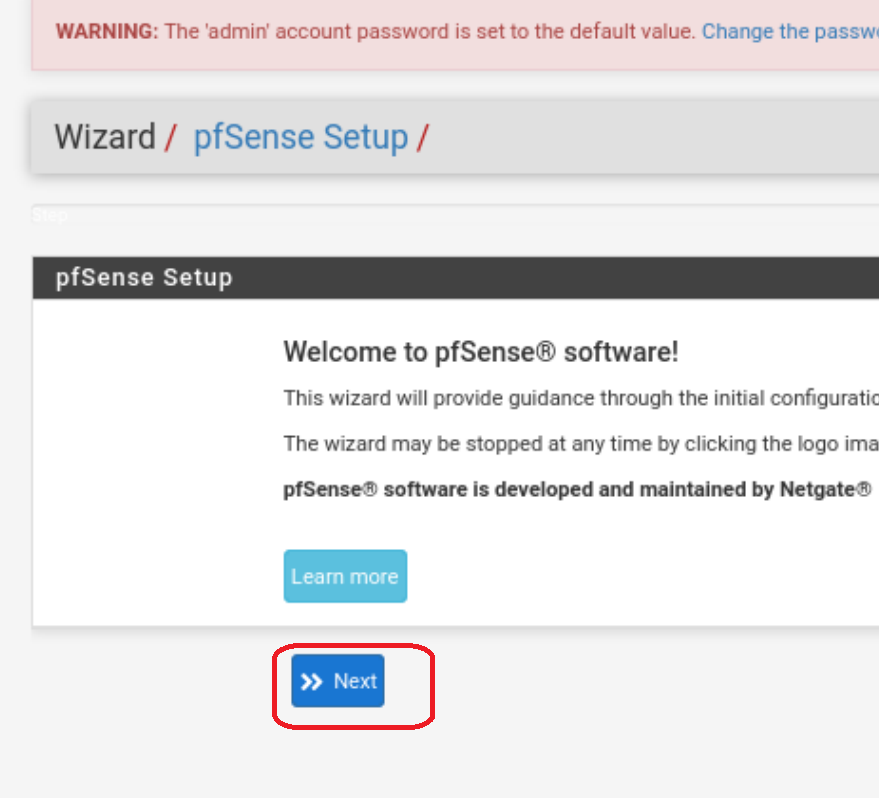 WARNING: The 'admin' account password is set to the default value. Change the passw
Wizard / pfSense Setup /
Step
pfSense Setup
Welcome to pfSense® software!
This wizard will provide guidance through the initial configuratio
The wizard may be stopped at any time by clicking the logo ima
pfSense® software is developed and maintained by Netgate®
Learn more
Next